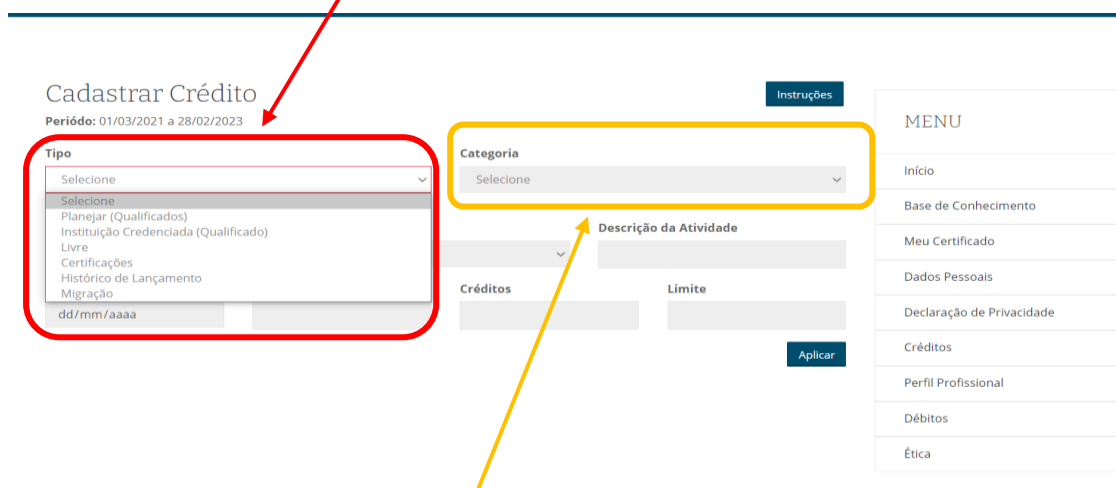 Cadastrar Crédito
Instruções
Periódo: 01/03/2021 a 28/02/2023
Tipo
Selecione
Selecione
Planejar (Qualificados)
Instituição Credenciada (Qualificado)
Livre
Certificações
Histórico de Lançamento
Migração
dd/mm/aaaa
Categoria
Selecione
Descrição da Atividade
Créditos
Limite
Aplicar
MENU
Início
Base de Conhecimento
Meu Certificado
Dados Pessoais
Declaração de Privacidade
Créditos
Perfil Profissional
Débitos
Ética